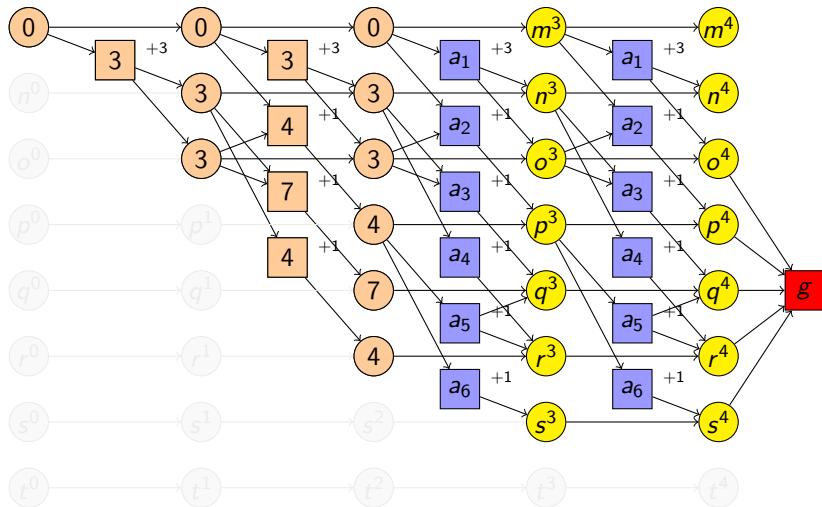 0 0 0 m³ m⁴
3 +3 3 +3 a₁ +3 a₁ +3
n⁰ 3 3 n³ n⁴
4 +1 a₂ +1 a₂ +1
o⁰ 3 3 o³ o⁴
7 +1 a₃ +1 a₃ +1
p⁰ p¹ 4 p³ p⁴
4 +1 a₄ a₄
q⁰ q¹ 7 q³ q⁴ g
a₅ +1 a₅ +1
r⁰ r¹ 4 r³ r⁴
a₆ +1 a₆ +1
s⁰ s¹ s² s³ s⁴
t⁰ t¹ t² t³ t⁴